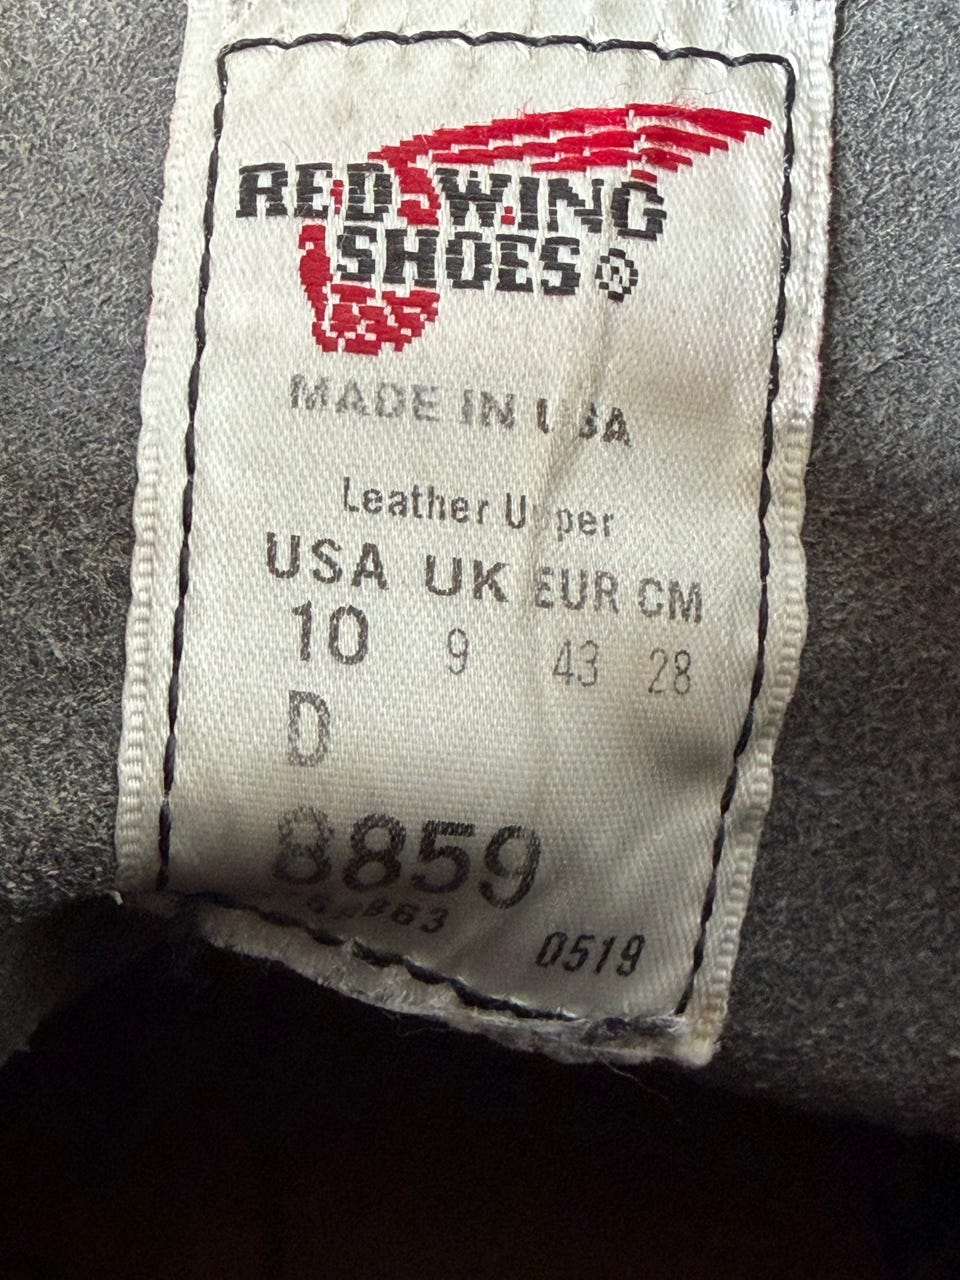 RED WING
SHOES ®
MADE IN USA
Leather Upper
USA UK EUR CM
10 9 43 28
D
8859
0519